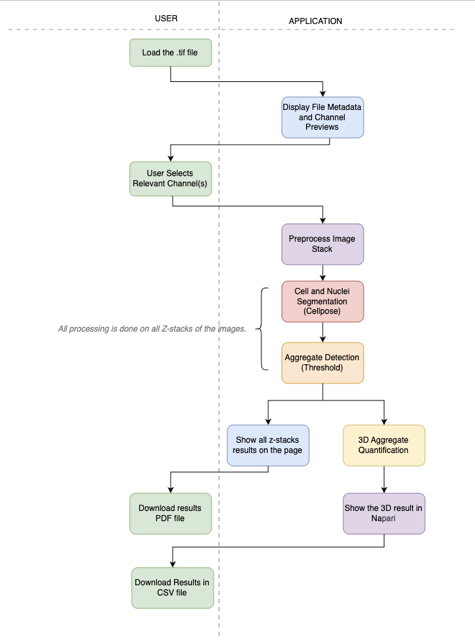 USER
APPLICATION
Load the .tif file
Display File Metadata
and Channel
Previews
User Selects
Relevant Channel(s)
Preprocess Image
Stack
Cell and Nuclei
Segmentation
(Cellpose)
All processing is done on all Z-stacks of the images.
Aggregate Detection
(Threshold)
Show all z-stacks
results on the page
3D Aggregate
Quantification
Download results
PDF file
Show the 3D result in
Napari
Download Results in
CSV file